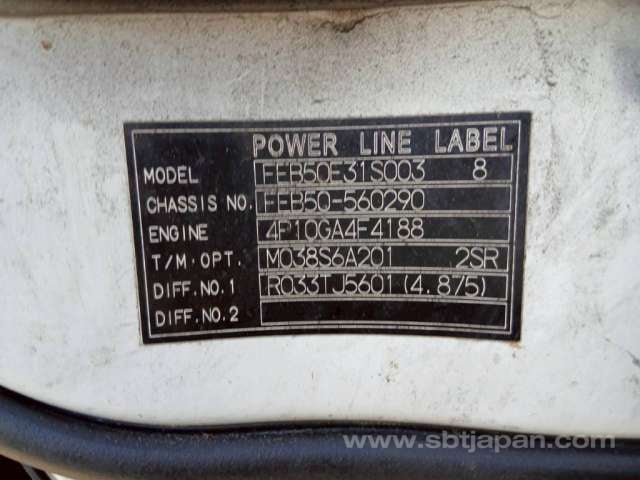 POWER LINE LABEL
MODEL FEB50E31S003 8
CHASSIS NO. FEB50-560290
ENGINE 4P10GA4E4188
T/M.OPT. M038S6A201 2SR
DIFF.NO.1 R033TJ5601(4.875)
DIFF.NO.2
www.sbtjapan.com